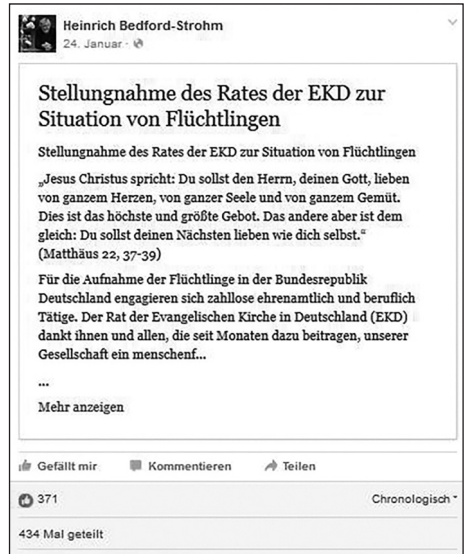 Heinrich Bedford-Strohm
24. Januar ·
Stellungnahme des Rates der EKD zur
Situation von Flüchtlingen
Stellungnahme des Rates der EKD zur Situation von Flüchtlingen
„Jesus Christus spricht: Du sollst den Herrn, deinen Gott, lieben
von ganzem Herzen, von ganzer Seele und von ganzem Gemüt.
Dies ist das höchste und größte Gebot. Das andere aber ist dem
gleich: Du sollst deinen Nächsten lieben wie dich selbst.“
(Matthäus 22, 37-39)
Für die Aufnahme der Flüchtlinge in der Bundesrepublik
Deutschland engagieren sich zahllose ehrenamtlich und beruflich
Tätige. Der Rat der Evangelischen Kirche in Deutschland (EKD)
dankt ihnen und allen, die seit Monaten dazu beitragen, unserer
Gesellschaft ein menschenf...
...
Mehr anzeigen
Gefällt mir Kommentieren Teilen
371 Chronologisch
434 Mal geteilt